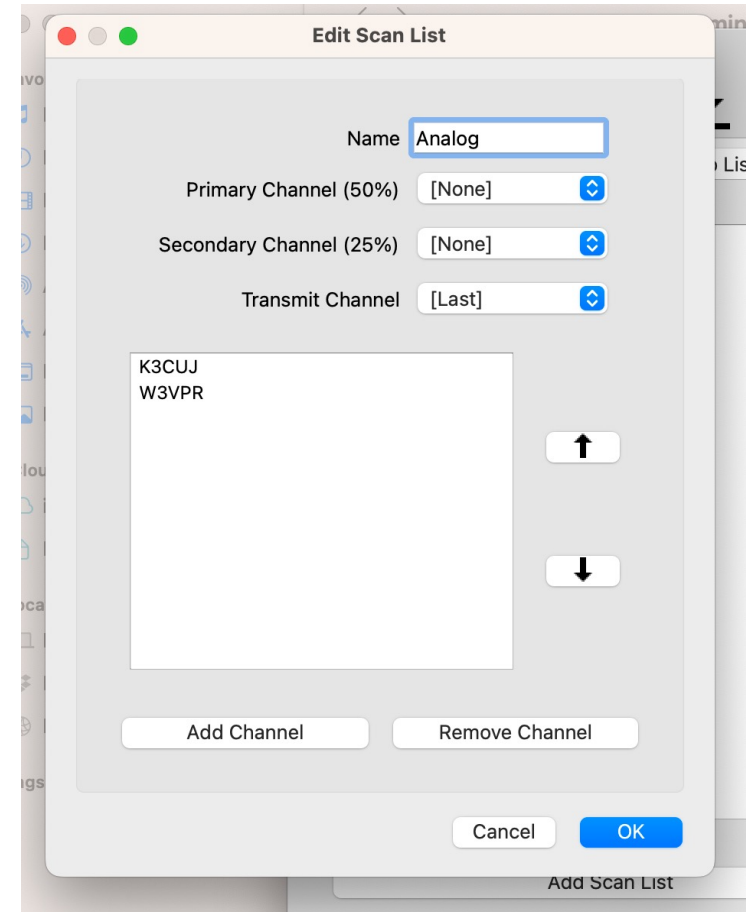 Edit Scan List
Name Analog
Primary Channel (50%) [None]
Secondary Channel (25%) [None]
Transmit Channel [Last]
K3CUJ
W3VPR
Add Channel Remove Channel
Cancel OK
Add Scan List